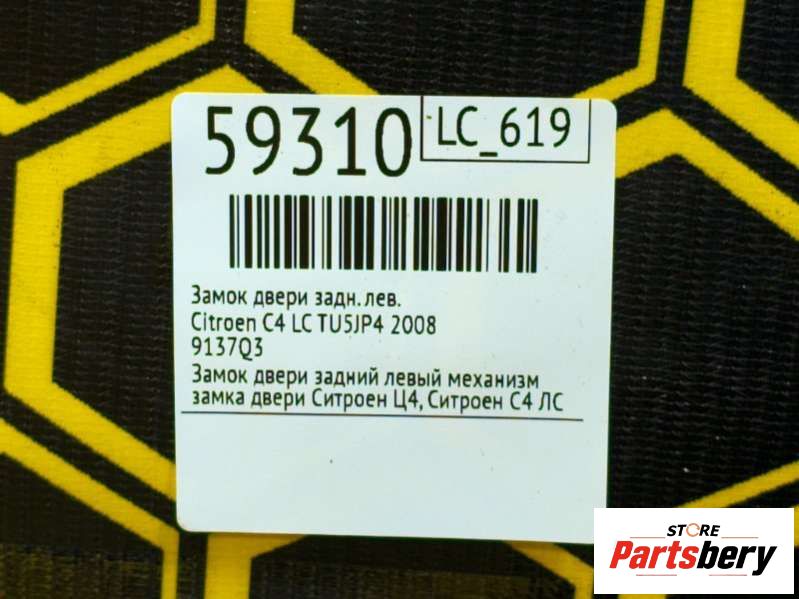 59310
LC_619
Замок двери задн. лев.
Citroen C4 LC TU5JP4 2008
9137Q3
Замок двери задний левый механизм
замка двери Ситроен Ц4, Ситроен С4 ЛС
STORE
Partsbery